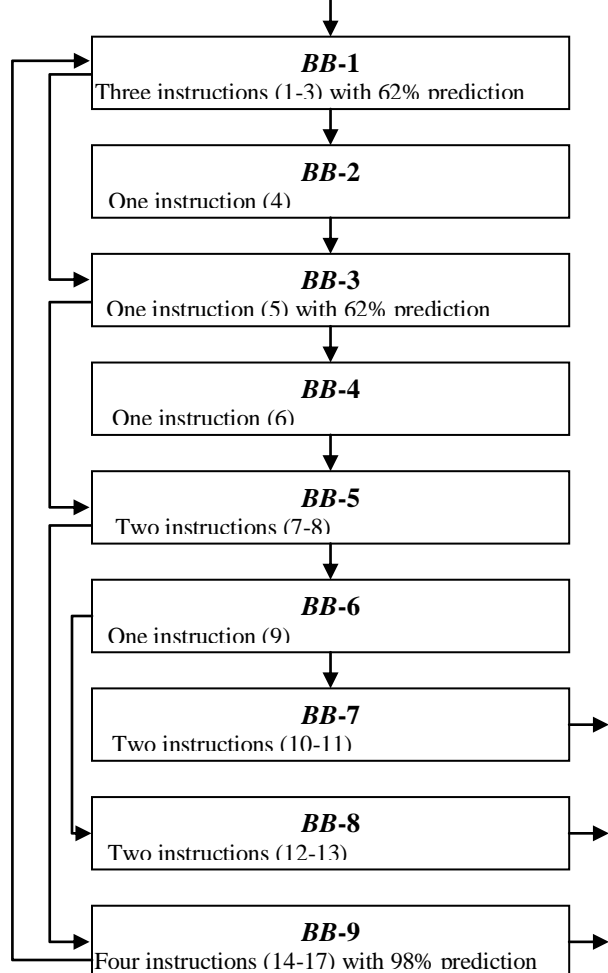 BB-1
Three instructions (1-3) with 62% prediction
BB-2
One instruction (4)
BB-3
One instruction (5) with 62% prediction
BB-4
One instruction (6)
BB-5
Two instructions (7-8)
BB-6
One instruction (9)
BB-7
Two instructions (10-11)
BB-8
Two instructions (12-13)
BB-9
Four instructions (14-17) with 98% prediction